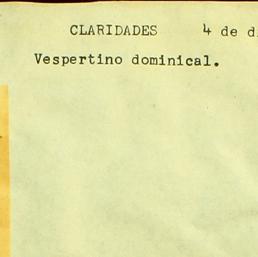 CLARIDADES 4 de
Vespertino dominical.